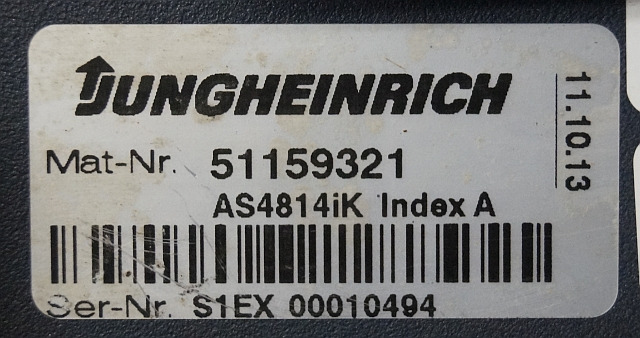 JUNGHEINRICH
Mat-Nr. 51159321
AS4814iK Index A
Ser-Nr. S1EX 00010494
11.10.13